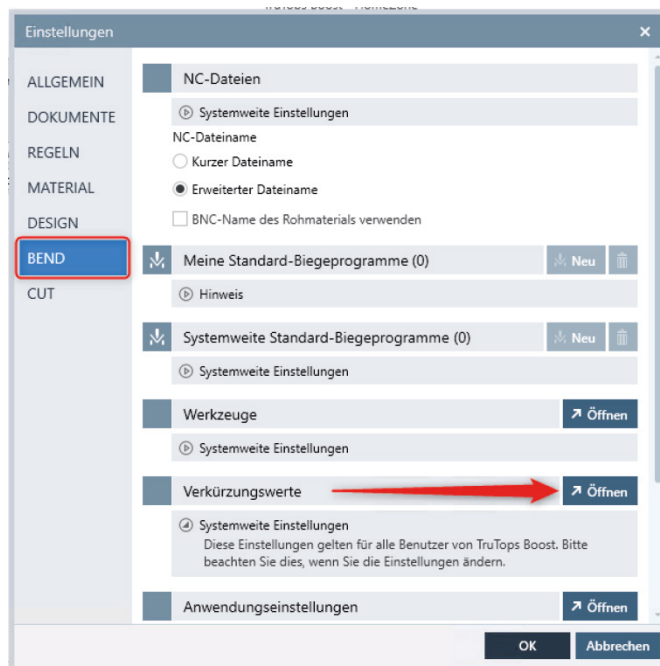 TruTops Boost - HomeZone
Einstellungen
ALLGEMEIN
DOKUMENTE
REGELN
MATERIAL
DESIGN
BEND
CUT
NC-Dateien
Systemweite Einstellungen
NC-Dateiname
Kurzer Dateiname
Erweiterter Dateiname
BNC-Name des Rohmaterials verwenden
Meine Standard-Biegeprogramme (0)
Neu
Hinweis
Systemweite Standard-Biegeprogramme (0)
Neu
Systemweite Einstellungen
Werkzeuge
Öffnen
Systemweite Einstellungen
Verkürzungswerte
Öffnen
Systemweite Einstellungen
Diese Einstellungen gelten für alle Benutzer von TruTops Boost. Bitte
beachten Sie dies, wenn Sie die Einstellungen ändern.
Anwendungseinstellungen
Öffnen
OK
Abbrechen